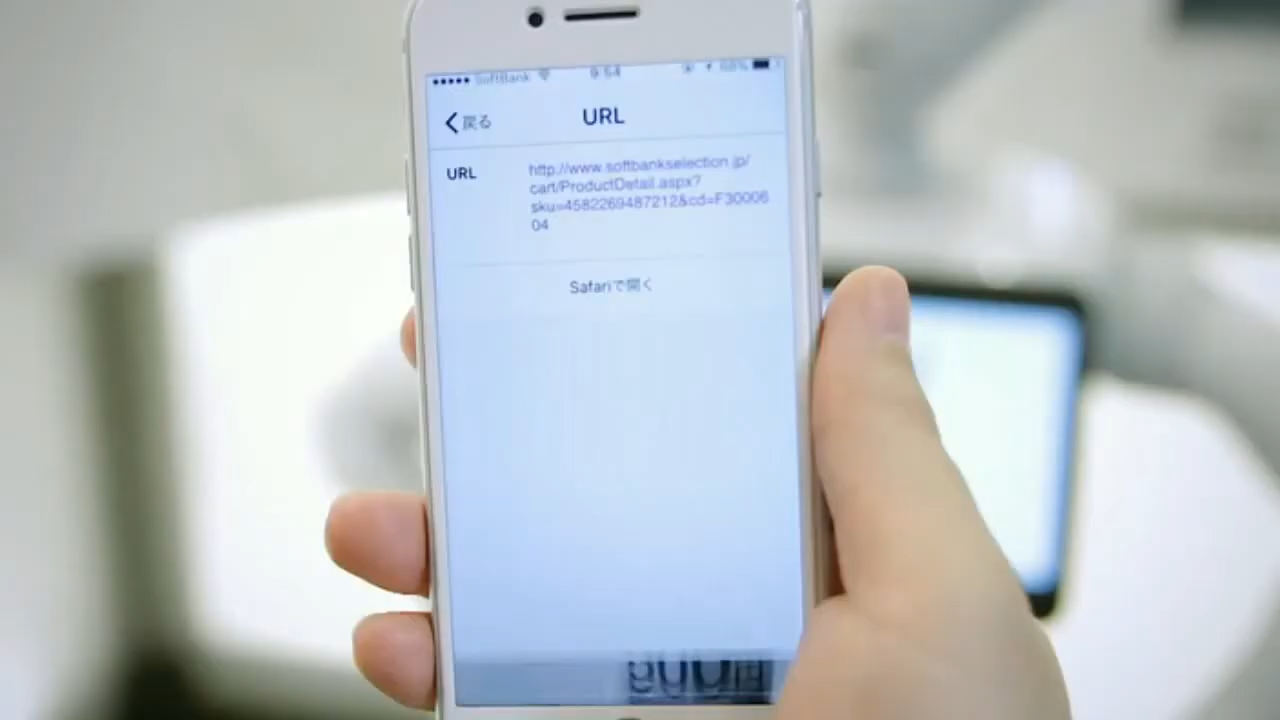 ●●●●● SoftBank 9:54 68%
戻る URL
URL
http://www.softbankselection.jp/
cart/ProductDetail.aspx?
sku=4582269487212&cd=F30006
04
Safariで開く